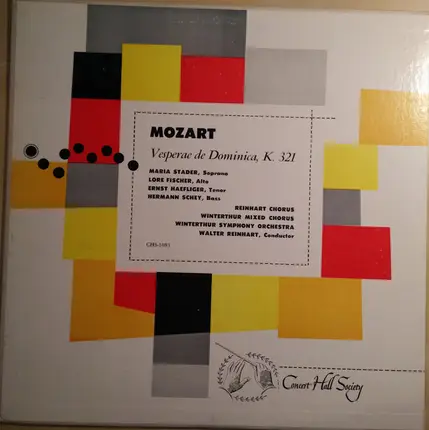 MOZART
Vesperae de Dominica, K. 321
MARIA STADER, Soprano
LORE FISCHER, Alto
ERNST HAEFLIGER, Tenor
HERMANN SCHEY, Bass
REINHART CHORUS
WINTERTHUR MIXED CHORUS
WINTERTHUR SYMPHONY ORCHESTRA
WALTER REINHART, Conductor
Concert Hall Society